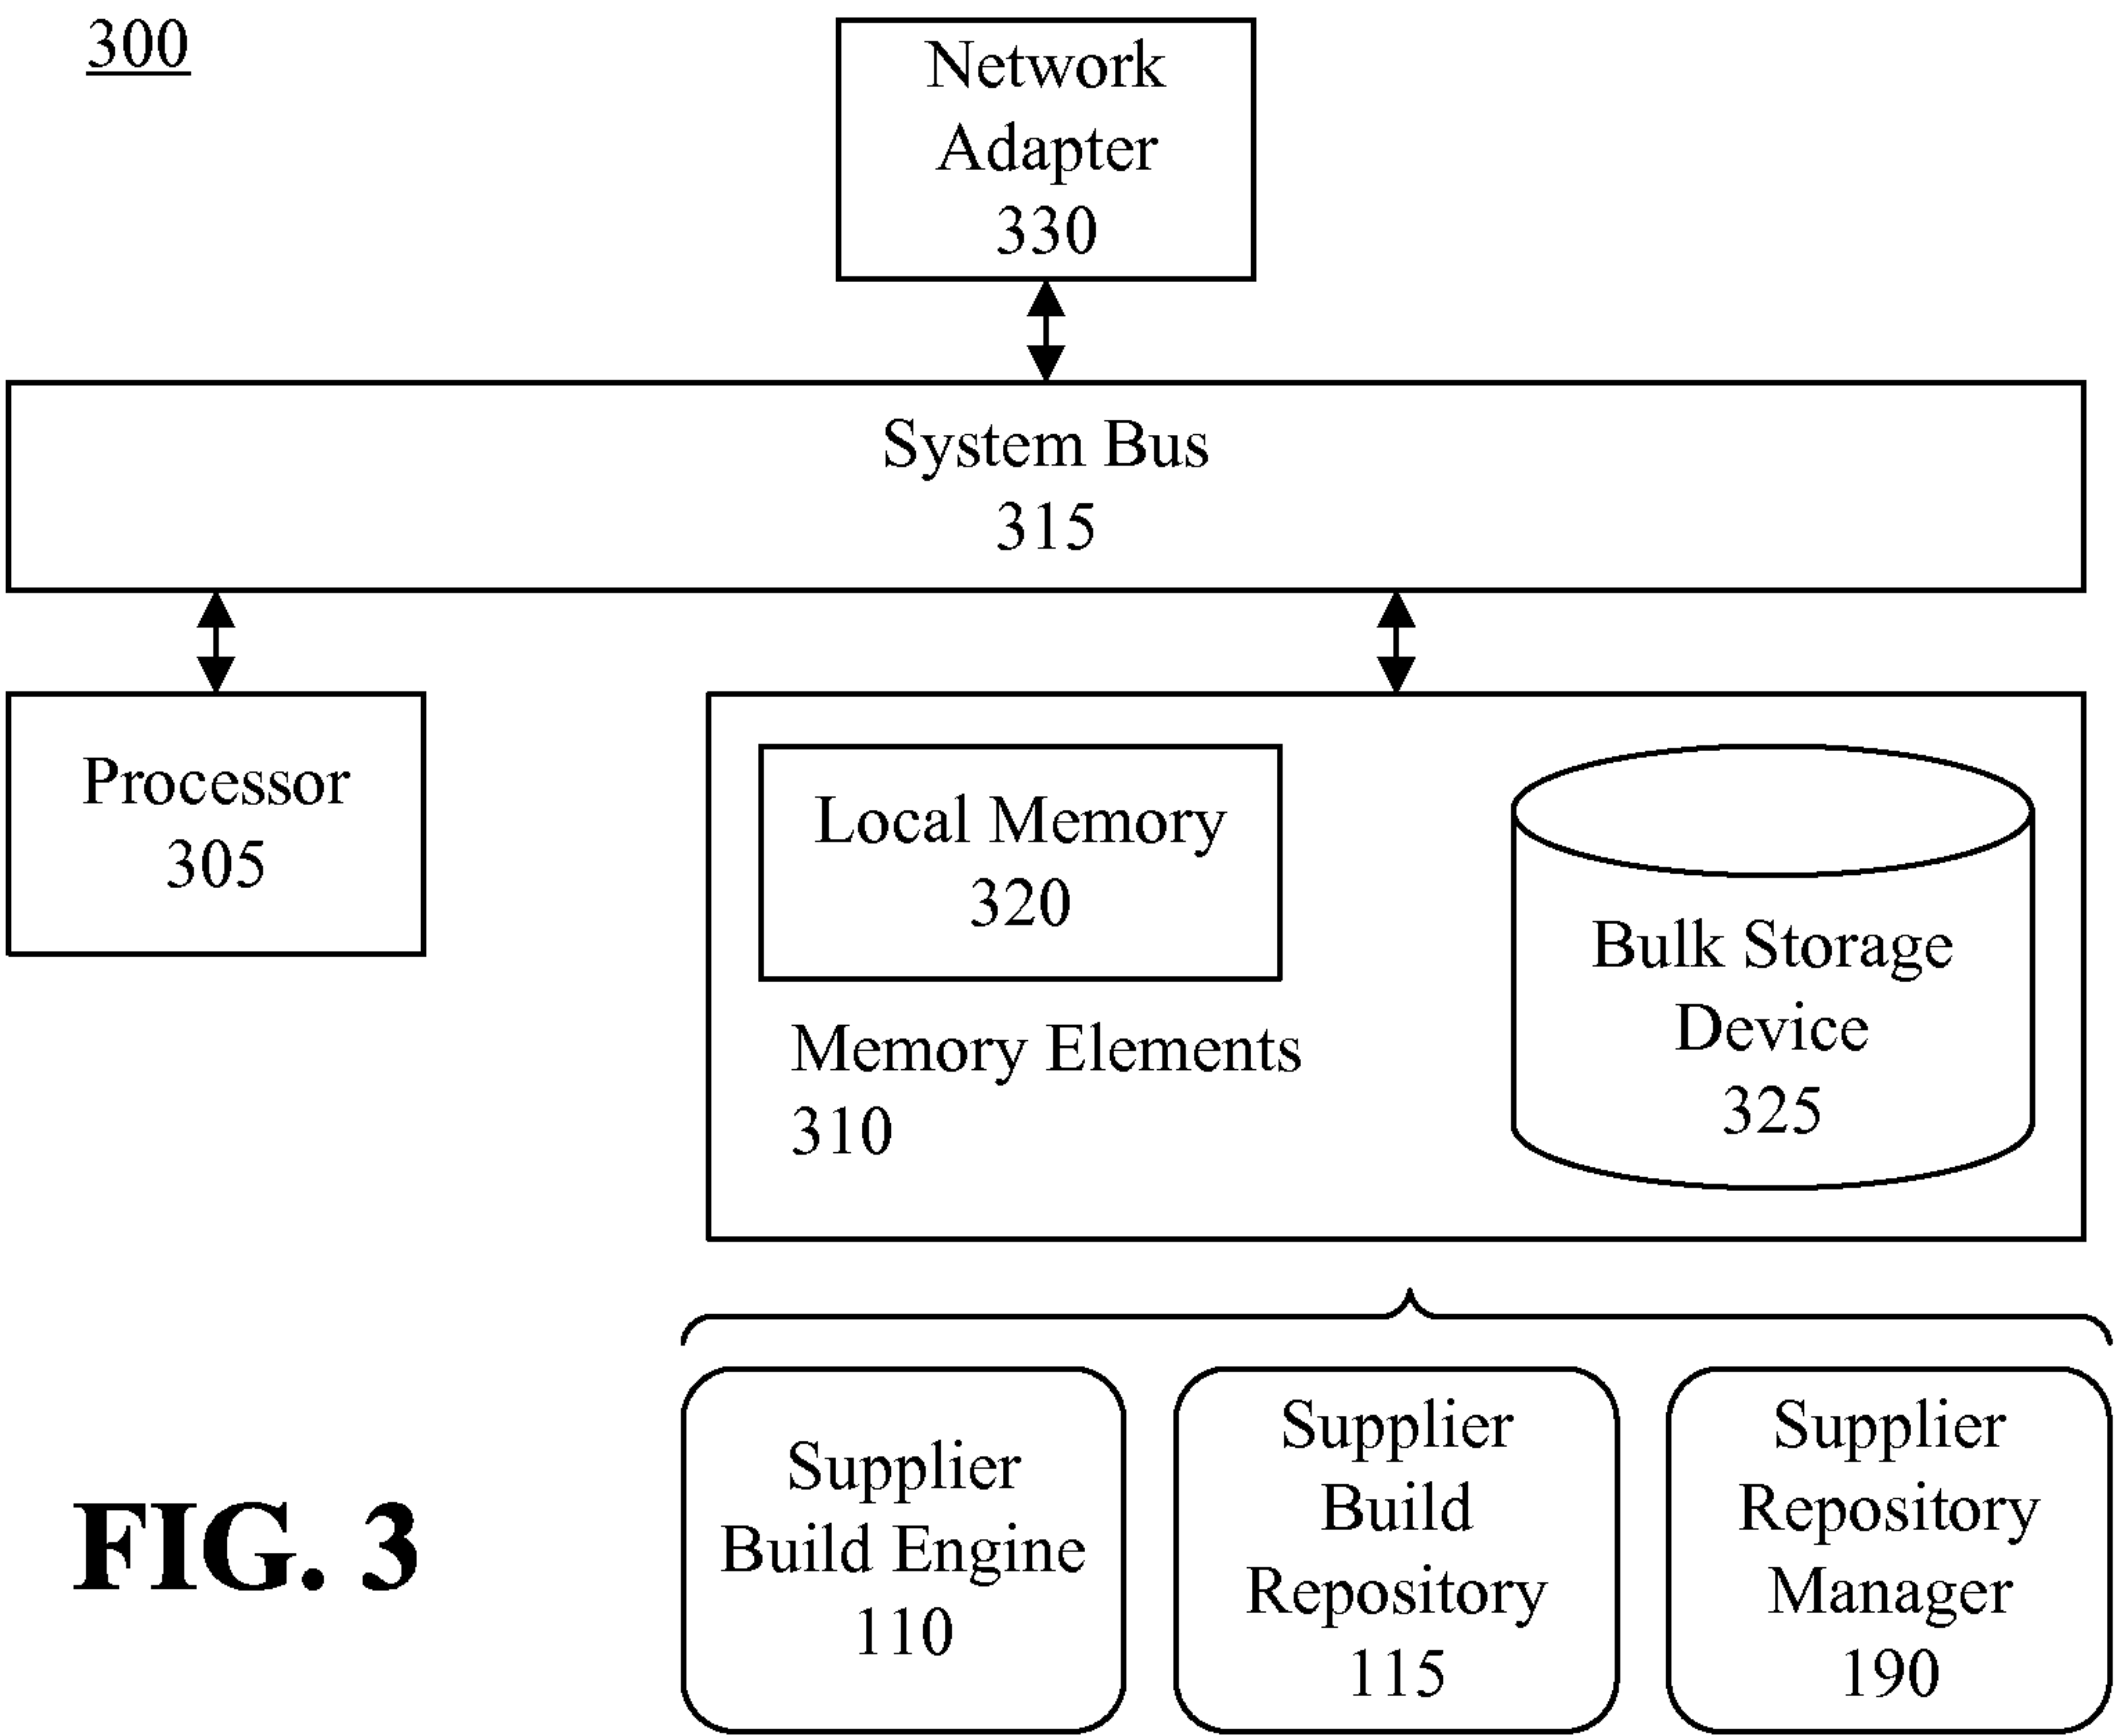 300
Network
Adapter
330
System Bus
315
Processor
305
Local Memory
320
Memory Elements
310
Bulk Storage
Device
325
Supplier
Build Engine
110
Supplier
Build
Repository
115
Supplier
Repository
Manager
190
FIG. 3